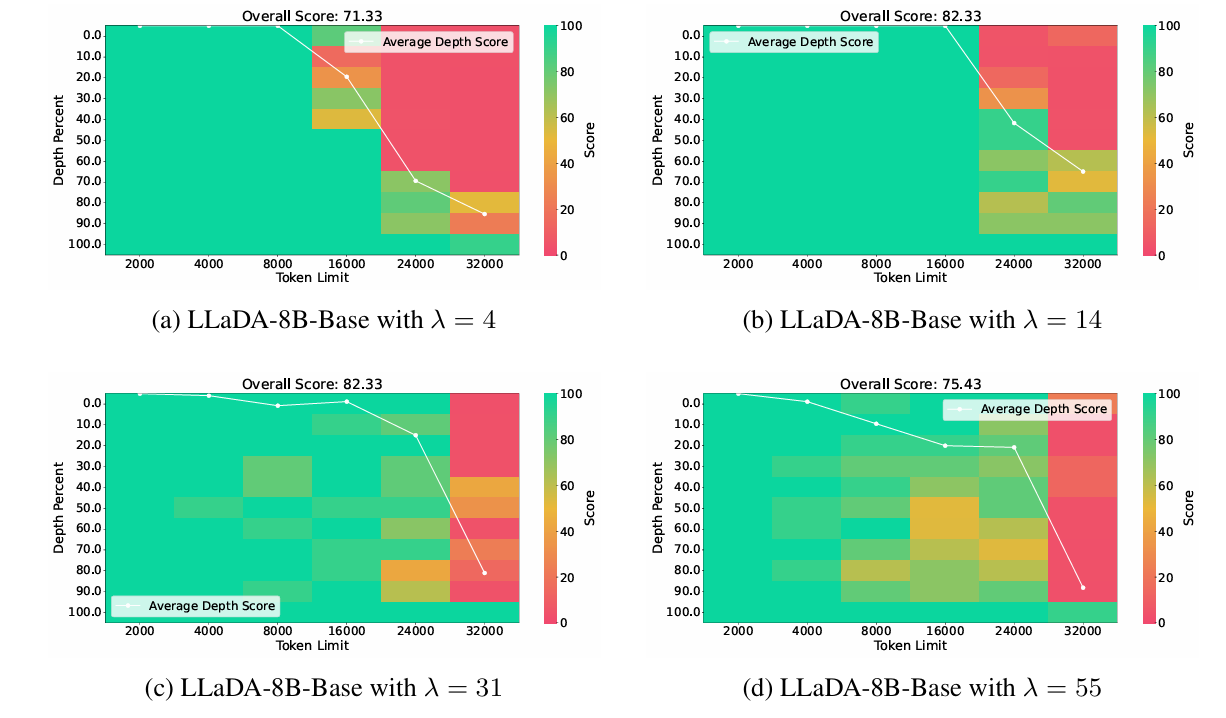 Overall Score: 71.33
Average Depth Score
Depth Percent
0.0
10.0
20.0
30.0
40.0
50.0
60.0
70.0
80.0
90.0
100.0
2000 4000 8000 16000 24000 32000
Token Limit
100
80
60
40
20
0
Score
(a) LLaDA-8B-Base with λ = 4
Overall Score: 82.33
Average Depth Score
Depth Percent
0.0
10.0
20.0
30.0
40.0
50.0
60.0
70.0
80.0
90.0
100.0
2000 4000 8000 16000 24000 32000
Token Limit
100
80
60
40
20
0
Score
(b) LLaDA-8B-Base with λ = 14
Overall Score: 82.33
Average Depth Score
Depth Percent
0.0
10.0
20.0
30.0
40.0
50.0
60.0
70.0
80.0
90.0
100.0
2000 4000 8000 16000 24000 32000
Token Limit
100
80
60
40
20
0
Score
(c) LLaDA-8B-Base with λ = 31
Overall Score: 75.43
Average Depth Score
Depth Percent
0.0
10.0
20.0
30.0
40.0
50.0
60.0
70.0
80.0
90.0
100.0
2000 4000 8000 16000 24000 32000
Token Limit
100
80
60
40
20
0
Score
(d) LLaDA-8B-Base with λ = 55